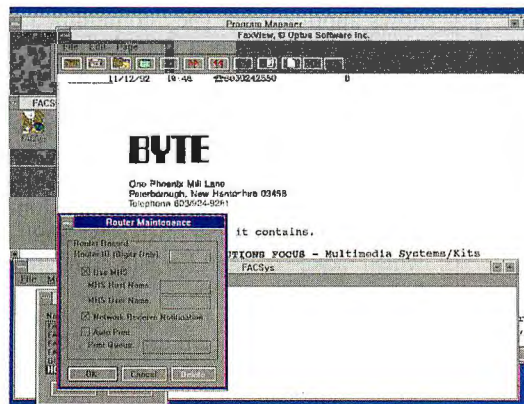 Program Manager
FaxView, © Optus Software Inc.
File Edit Page
11/12/92
FACS
BYTE
One Phoenix Mill Lane
Peterborough, New Hampshire 03458
Telephone 603/924-9281
Router Maintenance
it contains.
Router Record
Router ID (Digits Only)
TIONS FOCUS - Multimedia Systems/Kits
FACSys
Use MHS
File
MHS Host Name
MHS User Name
Network Receive Notification
Auto Print
Print Queue
OK
Cancel
Delete